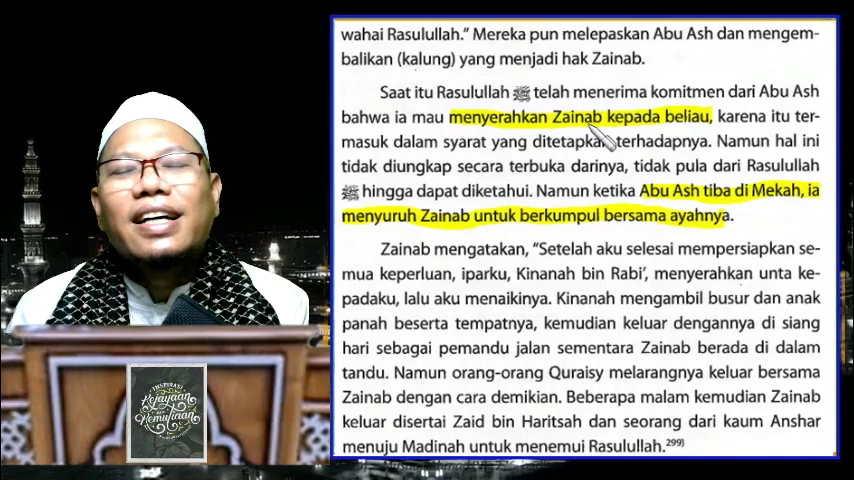 wahai Rasulullah.” Mereka pun melepaskan Abu Ash dan mengem-
balikan (kalung) yang menjadi hak Zainab.
Saat itu Rasulullah ﷺ telah menerima komitmen dari Abu Ash
bahwa ia mau menyerahkan Zainab kepada beliau, karena itu ter-
masuk dalam syarat yang ditetapkan terhadapnya. Namun hal ini
tidak diungkap secara terbuka darinya, tidak pula dari Rasulullah
ﷺ hingga dapat diketahui. Namun ketika Abu Ash tiba di Mekah, ia
menyuruh Zainab untuk berkumpul bersama ayahnya.
Zainab mengatakan, “Setelah aku selesai mempersiapkan se-
mua keperluan, iparku, Kinanah bin Rabi’, menyerahkan unta ke-
padaku, lalu aku menaikinya. Kinanah mengambil busur dan anak
panah beserta tempatnya, kemudian keluar dengannya di siang
hari sebagai pemandu jalan sementara Zainab berada di dalam
tandu. Namun orang-orang Quraisy melarangnya keluar bersama
Zainab dengan cara demikian. Beberapa malam kemudian Zainab
keluar disertai Zaid bin Haritsah dan seorang dari kaum Anshar
menuju Madinah untuk menemui Rasulullah.²⁹⁹⁾
INSPIRASI
Kejayaan
Kemuliaan